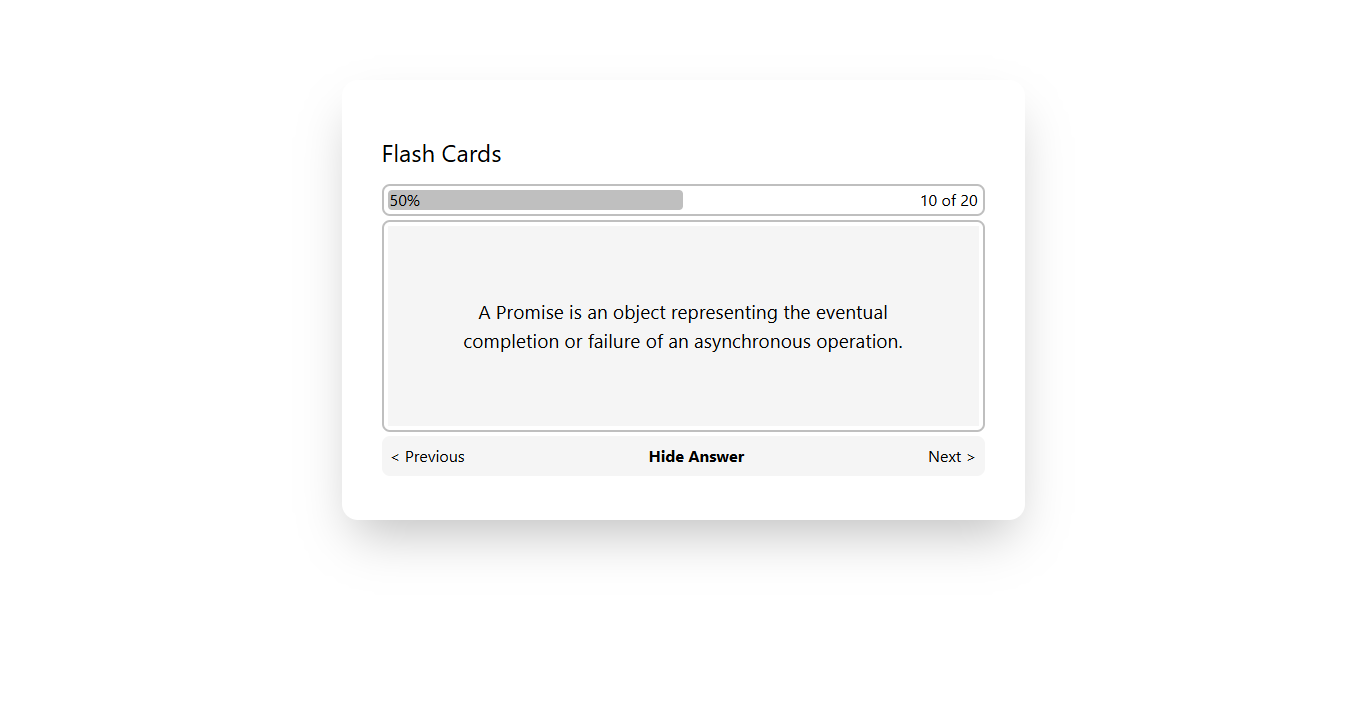 Flash Cards
50% 10 of 20
A Promise is an object representing the eventual
completion or failure of an asynchronous operation.
< Previous Hide Answer Next >